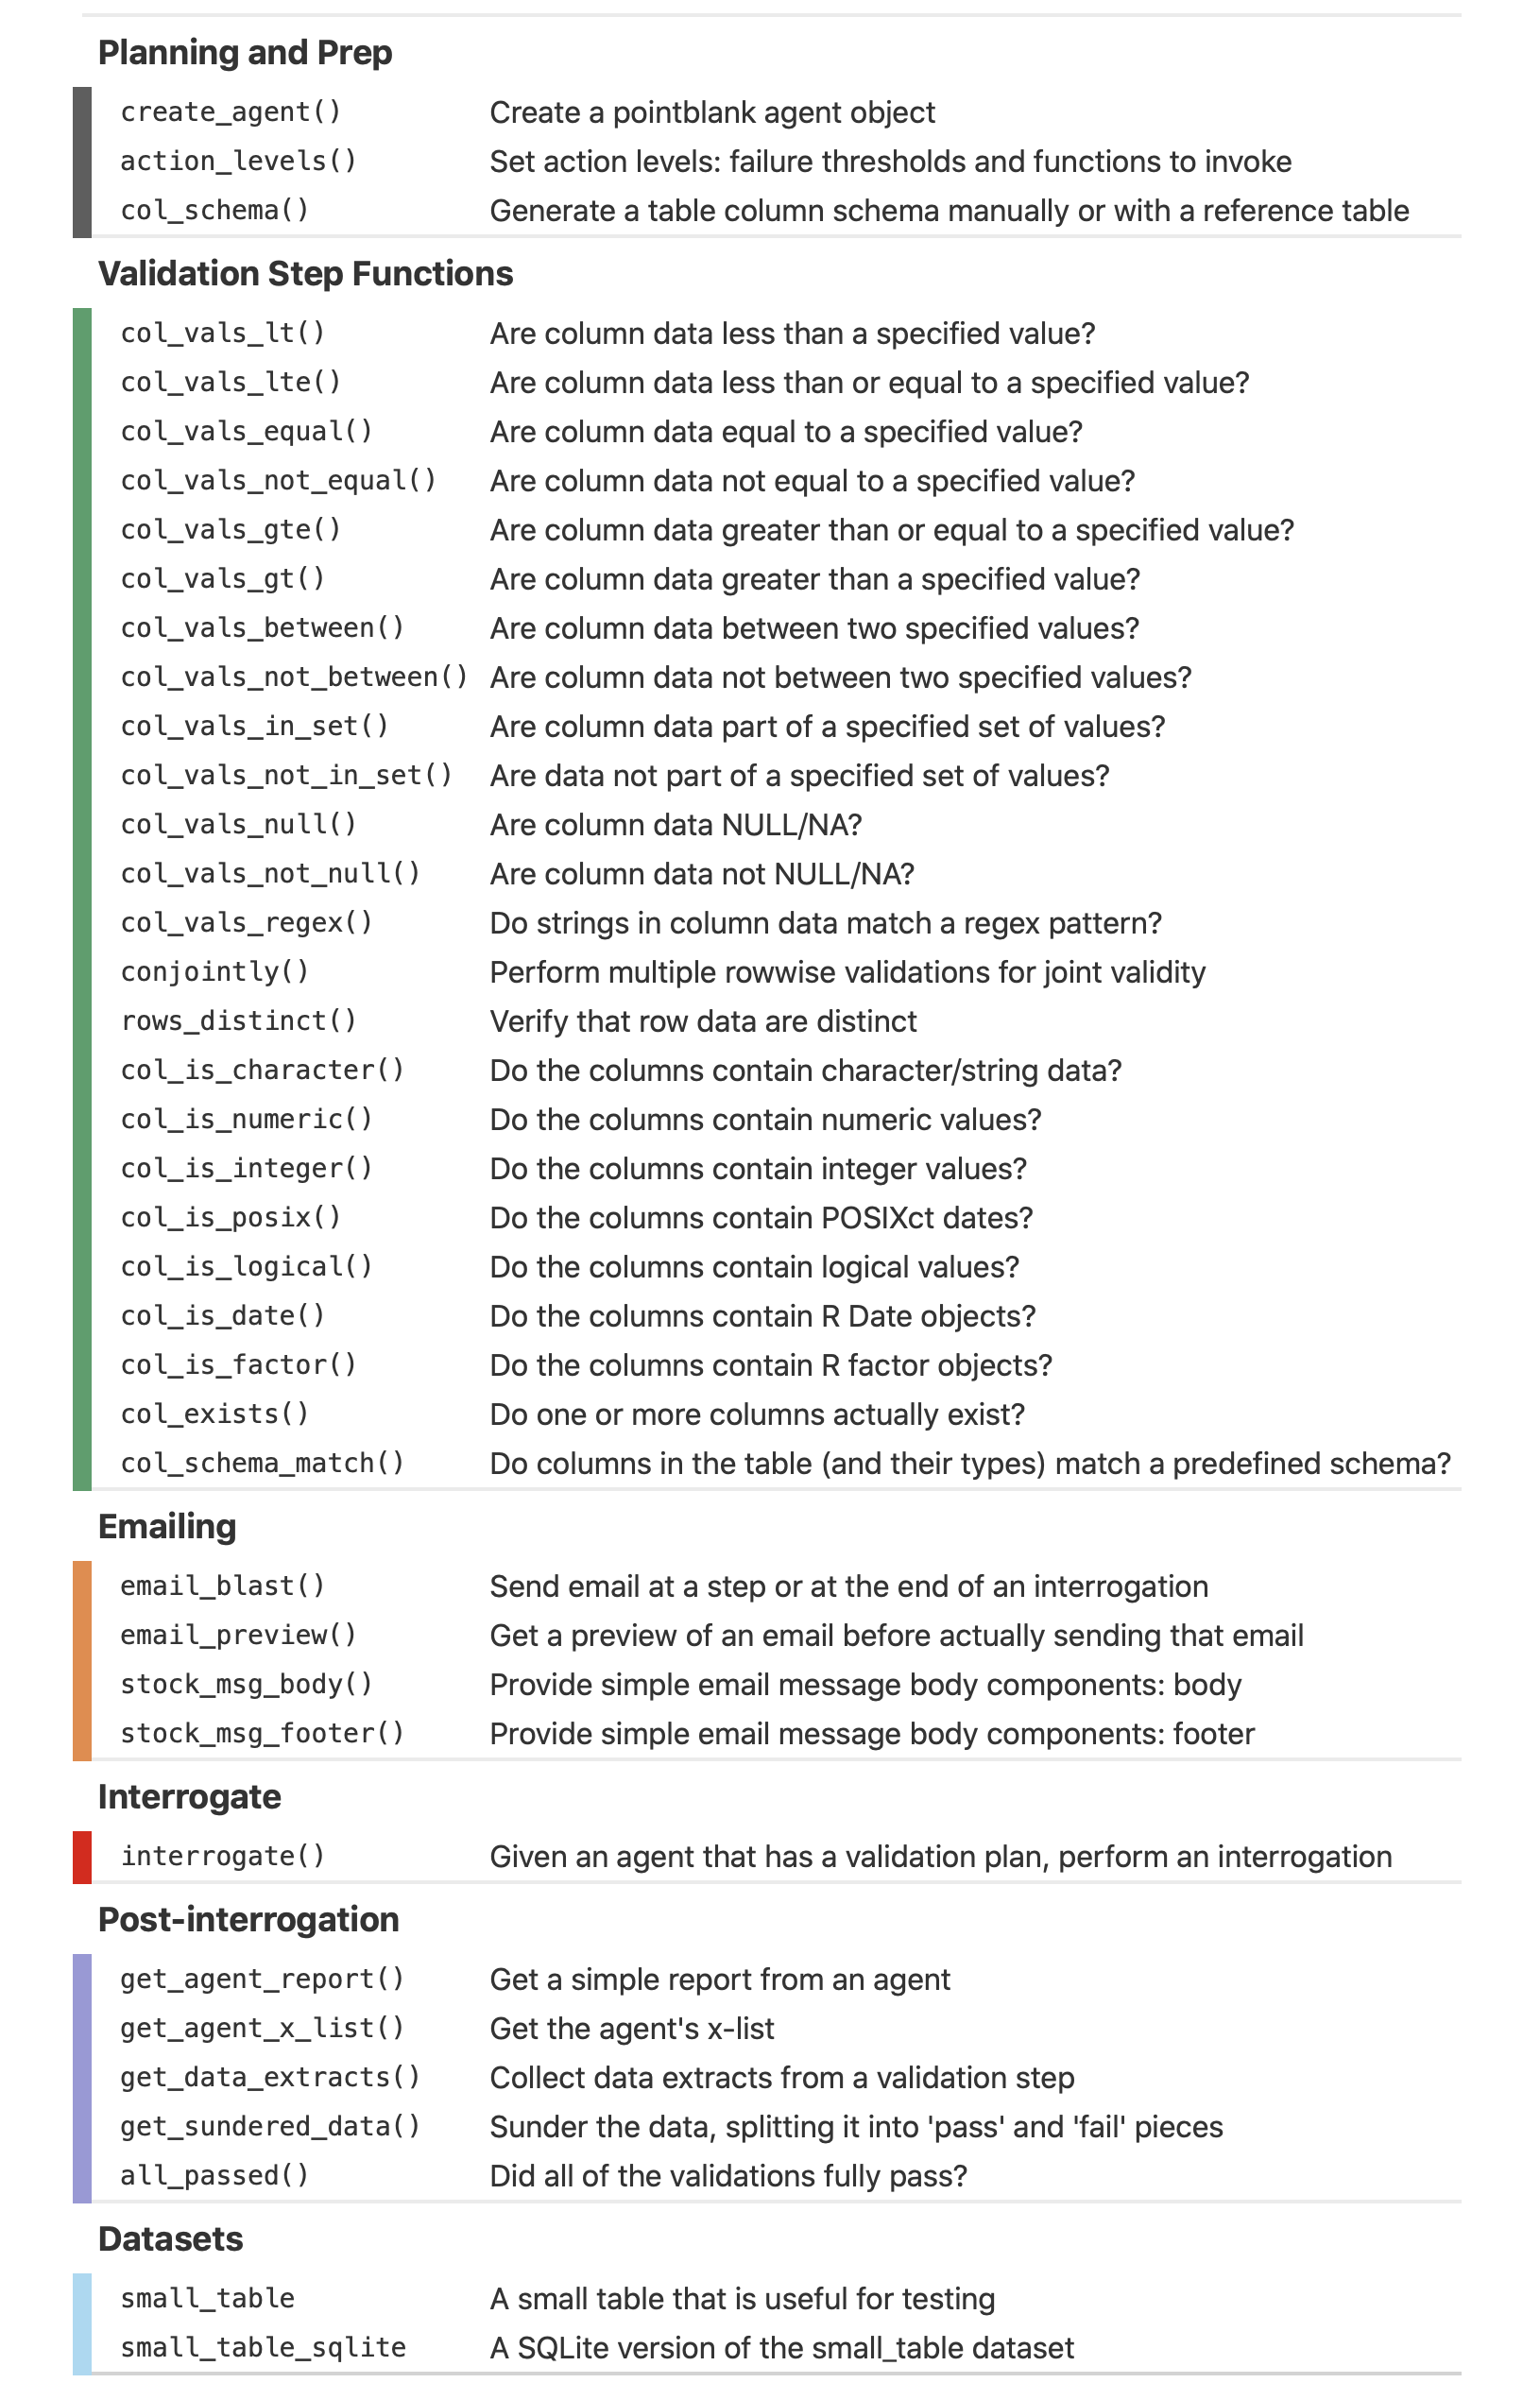 Planning and Prep
create_agent() Create a pointblank agent object
action_levels() Set action levels: failure thresholds and functions to invoke
col_schema() Generate a table column schema manually or with a reference table
Validation Step Functions
col_vals_lt() Are column data less than a specified value?
col_vals_lte() Are column data less than or equal to a specified value?
col_vals_equal() Are column data equal to a specified value?
col_vals_not_equal() Are column data not equal to a specified value?
col_vals_gte() Are column data greater than or equal to a specified value?
col_vals_gt() Are column data greater than a specified value?
col_vals_between() Are column data between two specified values?
col_vals_not_between() Are column data not between two specified values?
col_vals_in_set() Are column data part of a specified set of values?
col_vals_not_in_set() Are data not part of a specified set of values?
col_vals_null() Are column data NULL/NA?
col_vals_not_null() Are column data not NULL/NA?
col_vals_regex() Do strings in column data match a regex pattern?
conjointly() Perform multiple rowwise validations for joint validity
rows_distinct() Verify that row data are distinct
col_is_character() Do the columns contain character/string data?
col_is_numeric() Do the columns contain numeric values?
col_is_integer() Do the columns contain integer values?
col_is_posix() Do the columns contain POSIXct dates?
col_is_logical() Do the columns contain logical values?
col_is_date() Do the columns contain R Date objects?
col_is_factor() Do the columns contain R factor objects?
col_exists() Do one or more columns actually exist?
col_schema_match() Do columns in the table (and their types) match a predefined schema?
Emailing
email_blast() Send email at a step or at the end of an interrogation
email_preview() Get a preview of an email before actually sending that email
stock_msg_body() Provide simple email message body components: body
stock_msg_footer() Provide simple email message body components: footer
Interrogate
interrogate() Given an agent that has a validation plan, perform an interrogation
Post-interrogation
get_agent_report() Get a simple report from an agent
get_agent_x_list() Get the agent's x-list
get_data_extracts() Collect data extracts from a validation step
get_sundered_data() Sunder the data, splitting it into 'pass' and 'fail' pieces
all_passed() Did all of the validations fully pass?
Datasets
small_table A small table that is useful for testing
small_table_sqlite A SQLite version of the small_table dataset